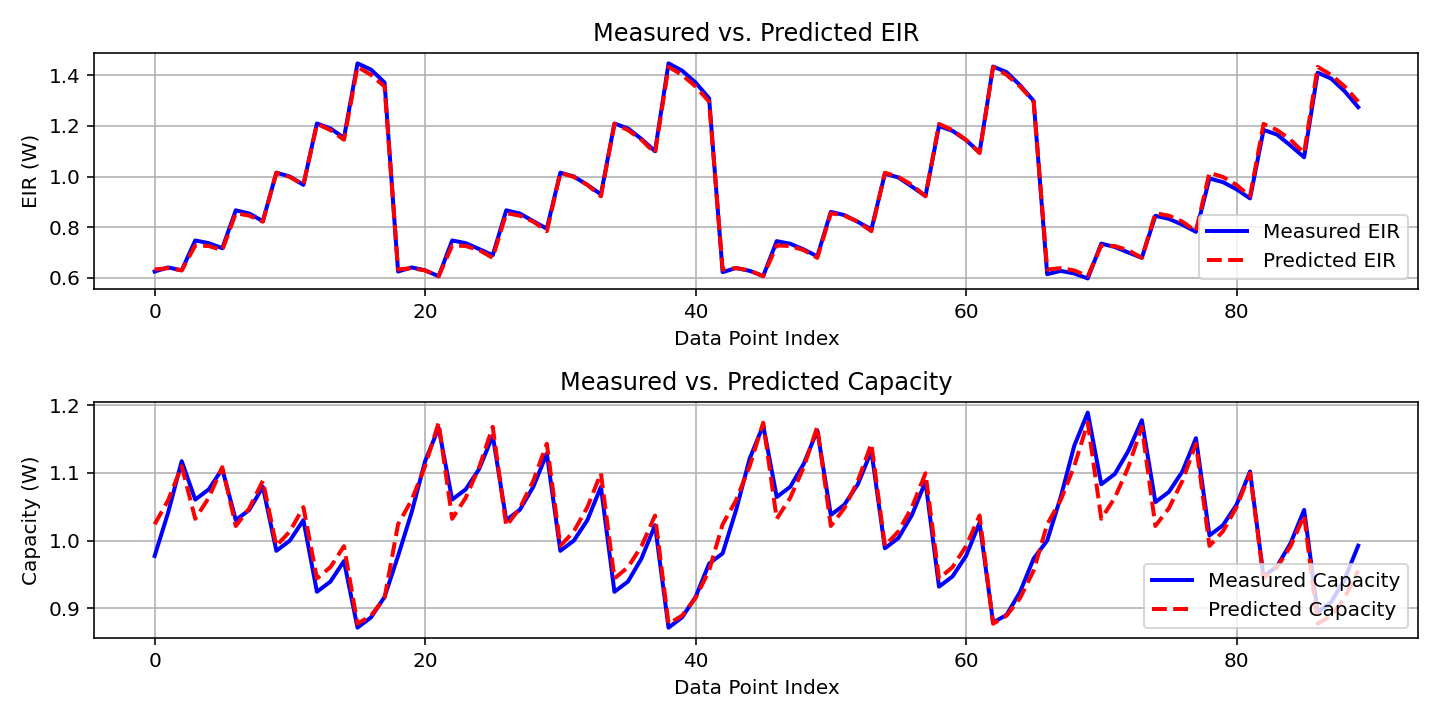 Measured vs. Predicted EIR
EIR (W)
1.4
1.2
1.0
0.8
0.6
Measured EIR
Predicted EIR
0 20 40 60 80
Data Point Index
Measured vs. Predicted Capacity
Capacity (W)
1.2
1.1
1.0
0.9
Measured Capacity
Predicted Capacity
0 20 40 60 80
Data Point Index